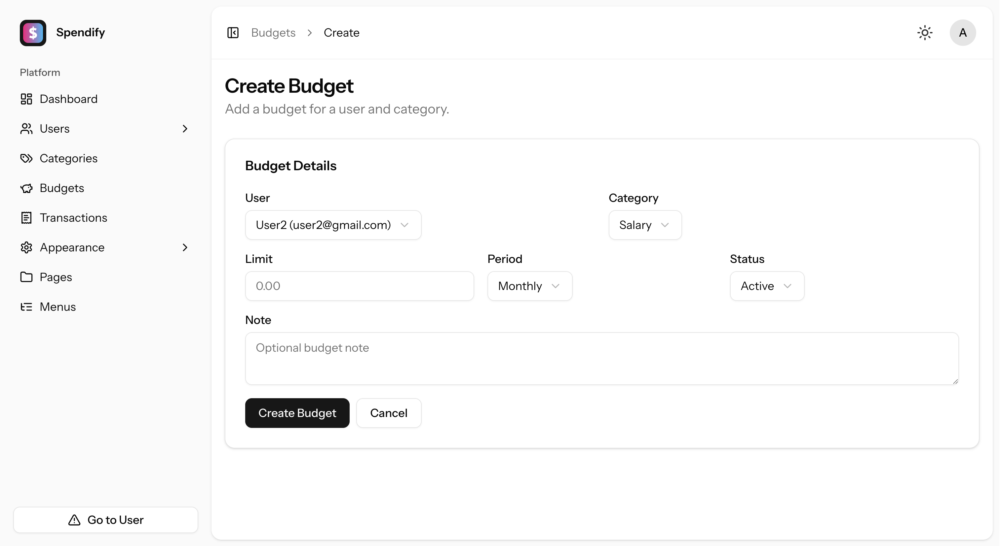 $
Spendify
Platform
Dashboard
Users
Categories
Budgets
Transactions
Appearance
Pages
Menus
Go to User
Budgets > Create
A
Create Budget
Add a budget for a user and category.
Budget Details
User
Category
User2 (user2@gmail.com)
Salary
Limit
Period
Status
0.00
Monthly
Active
Note
Optional budget note
Create Budget
Cancel